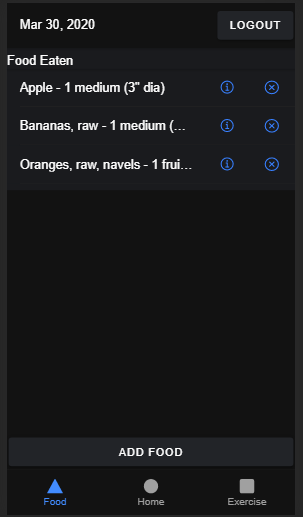 Mar 30, 2020
LOGOUT
Food Eaten
Apple - 1 medium (3" dia)
Bananas, raw - 1 medium (...
Oranges, raw, navels - 1 frui...
ADD FOOD
Food
Home
Exercise